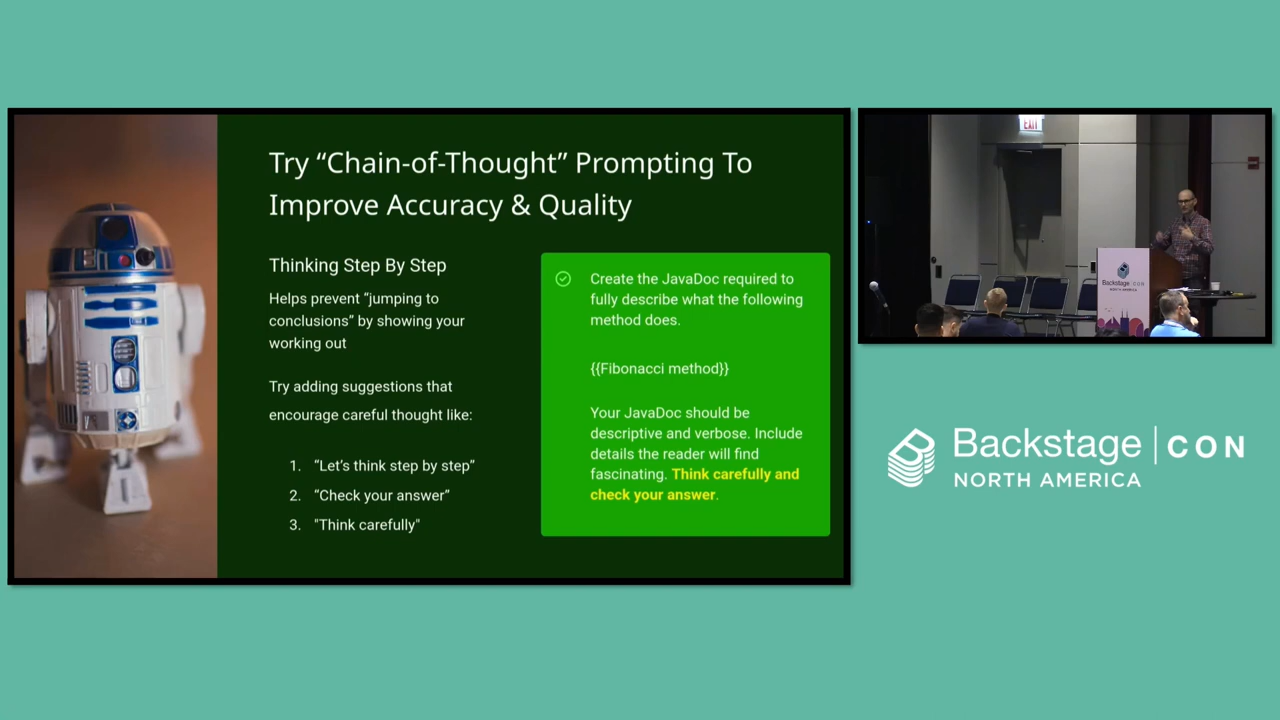 Try “Chain-of-Thought” Prompting To
Improve Accuracy & Quality
Thinking Step By Step
Helps prevent “jumping to
conclusions” by showing your
working out
Try adding suggestions that
encourage careful thought like:
1. “Let’s think step by step”
2. “Check your answer”
3. "Think carefully"
Create the JavaDoc required to
fully describe what the following
method does.
{{Fibonacci method}}
Your JavaDoc should be
descriptive and verbose. Include
details the reader will find
fascinating. Think carefully and
check your answer.
EXIT
Backstage CON
NORTH AMERICA
Backstage | CON
NORTH AMERICA